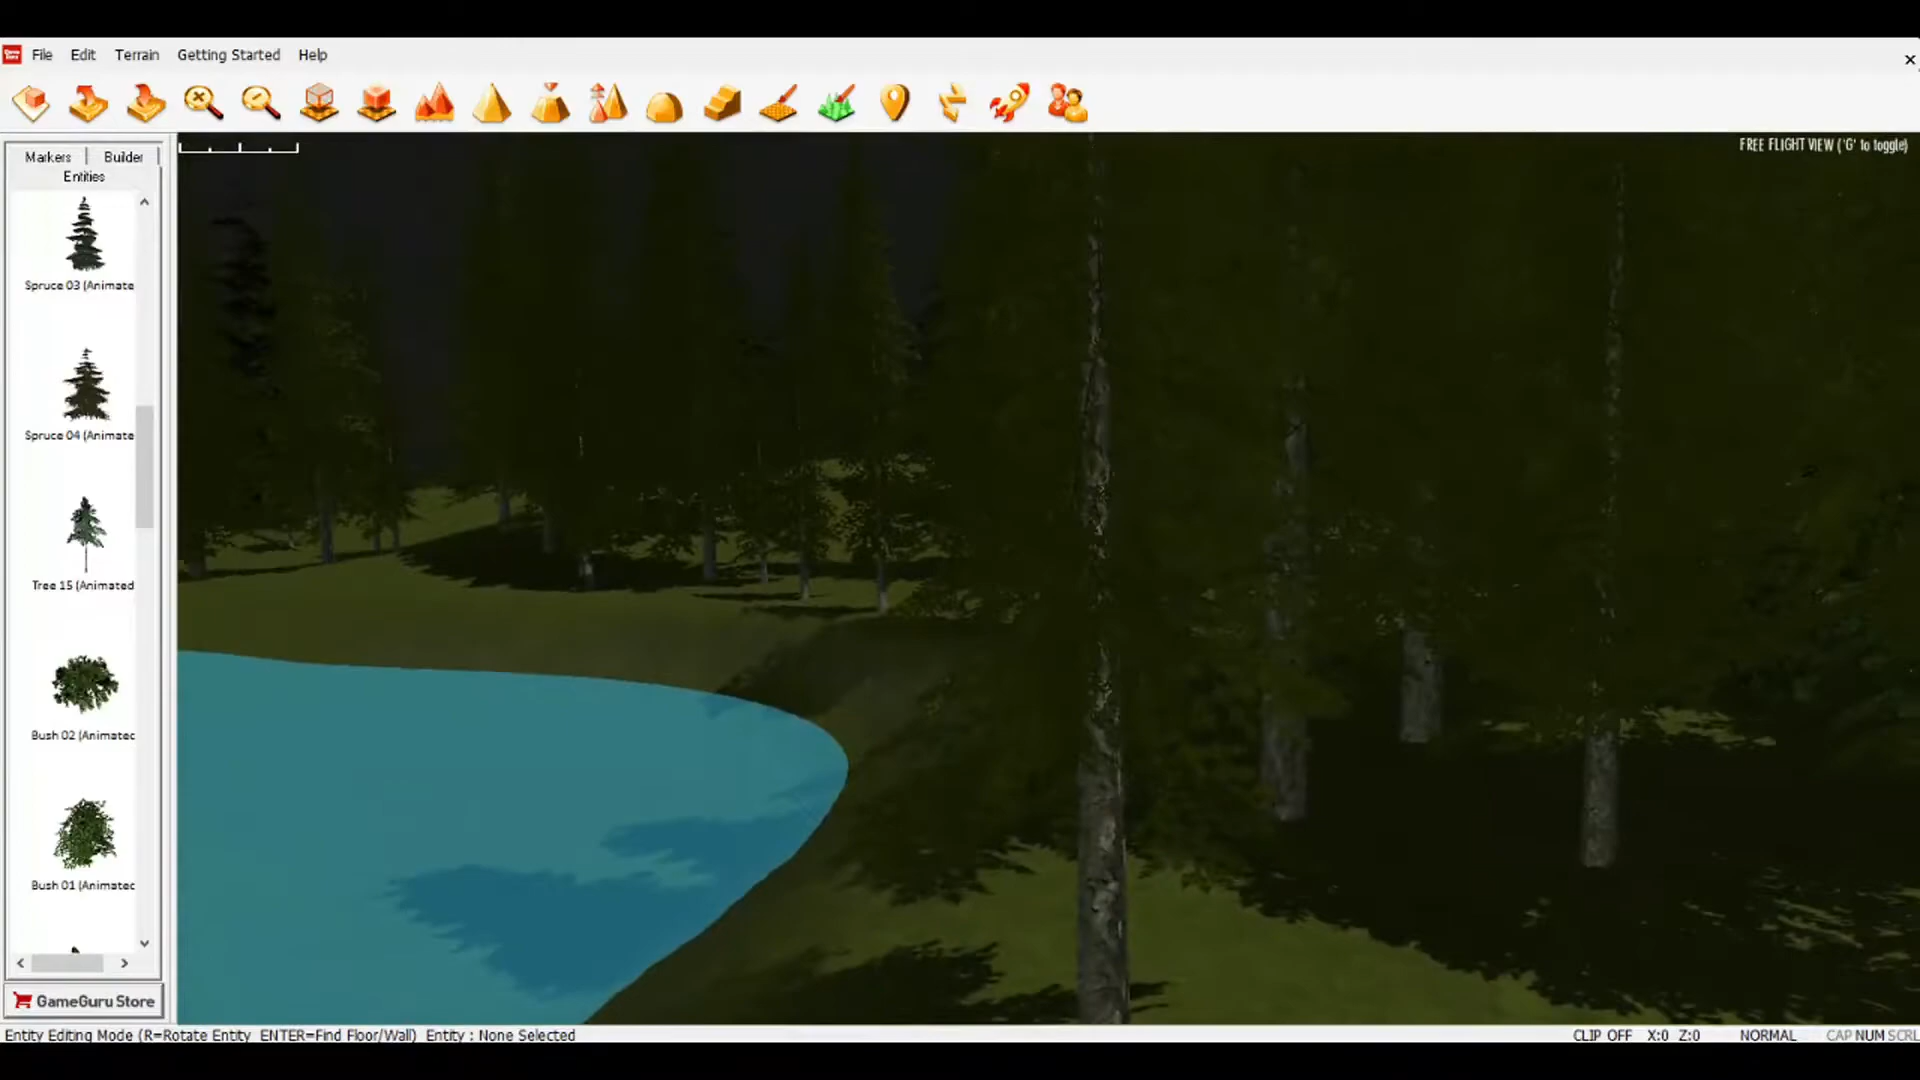 File Edit Terrain Getting Started Help
FREE FLIGHT VIEW ('G' to toggle)
Markers Builder
Entities
Spruce 03 (Animate
Spruce 04 (Animate
Tree 15 (Animated
Bush 02 (Animatec
Bush 01 (Animatec
GameGuru Store
Entity Editing Mode (R=Rotate Entity ENTER=Find Floor/Wall) Entity : None Selected CLIP OFF X:0 Z:0 NORMAL CAP NUM SCRL